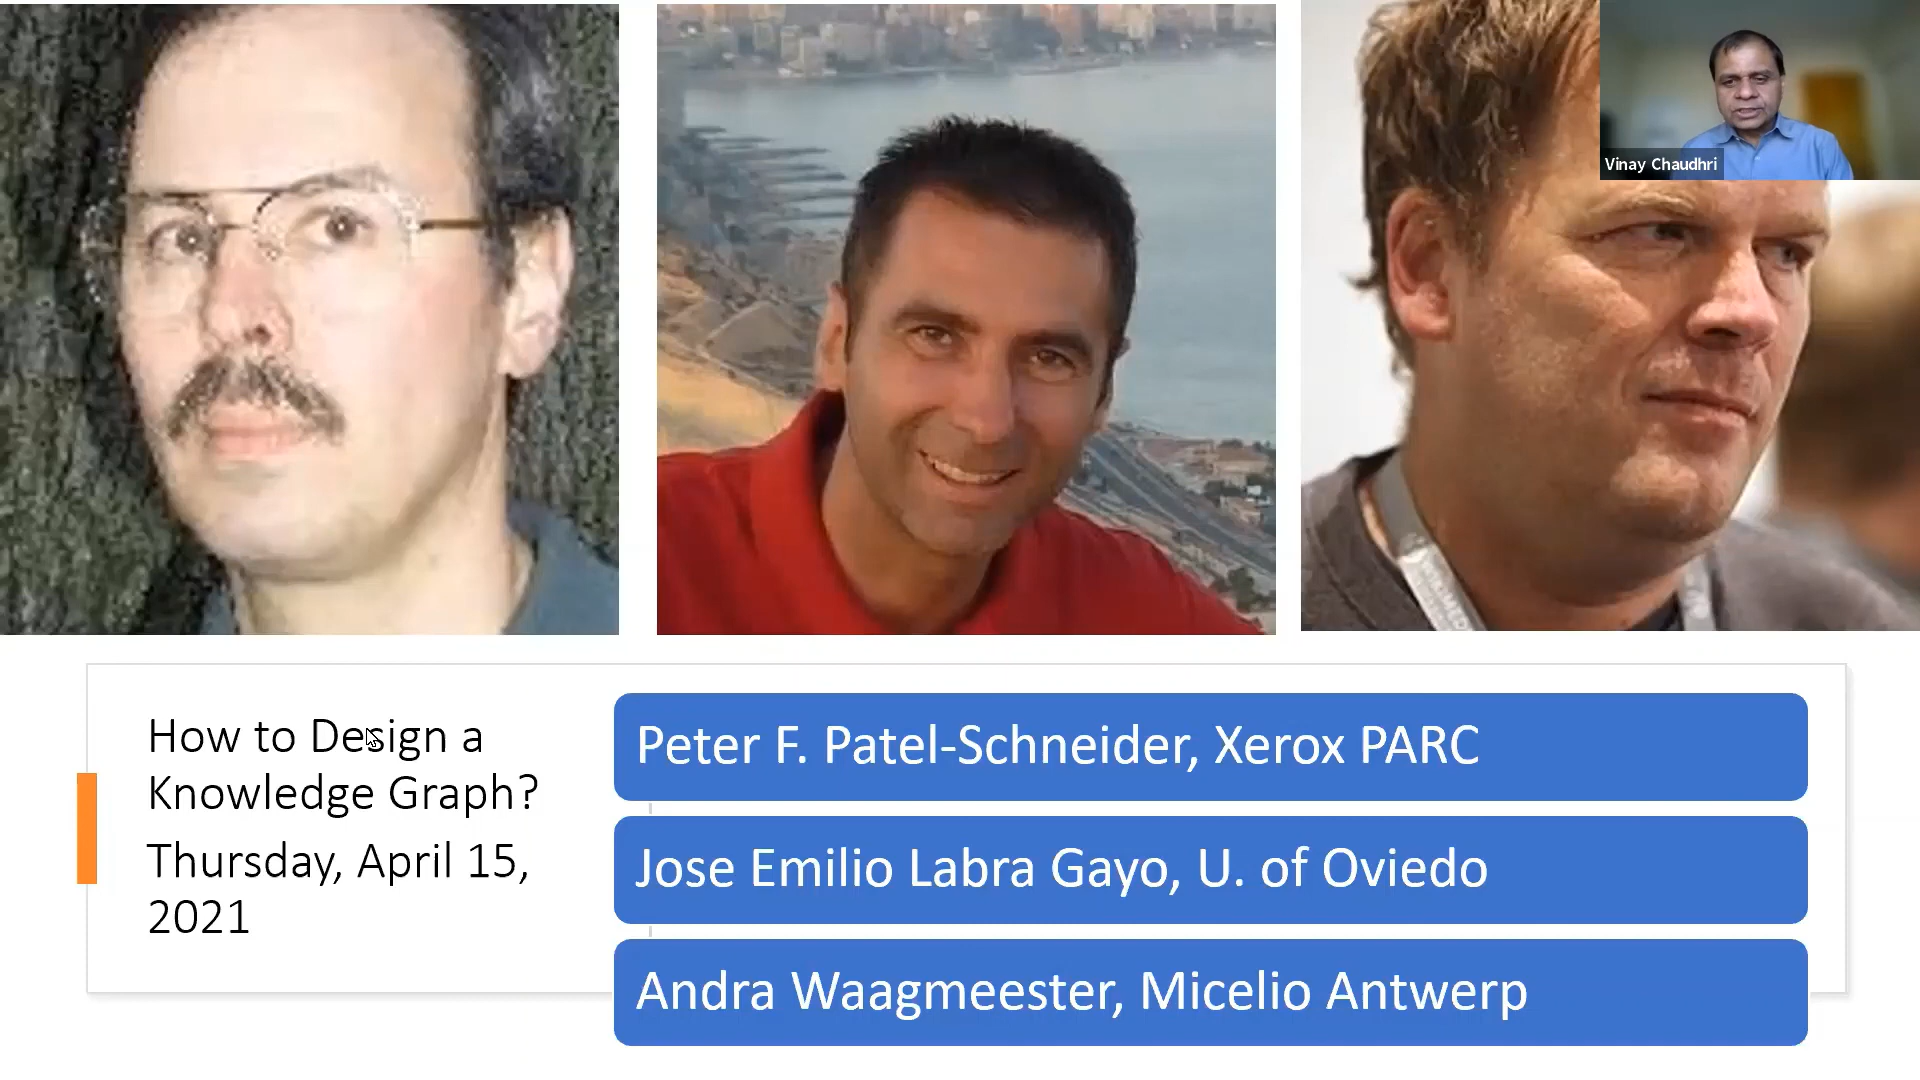 Vinay Chaudhri
How to Design a
Knowledge Graph?
Thursday, April 15,
2021
Peter F. Patel-Schneider, Xerox PARC
Jose Emilio Labra Gayo, U. of Oviedo
Andra Waagmeester, Micelio Antwerp